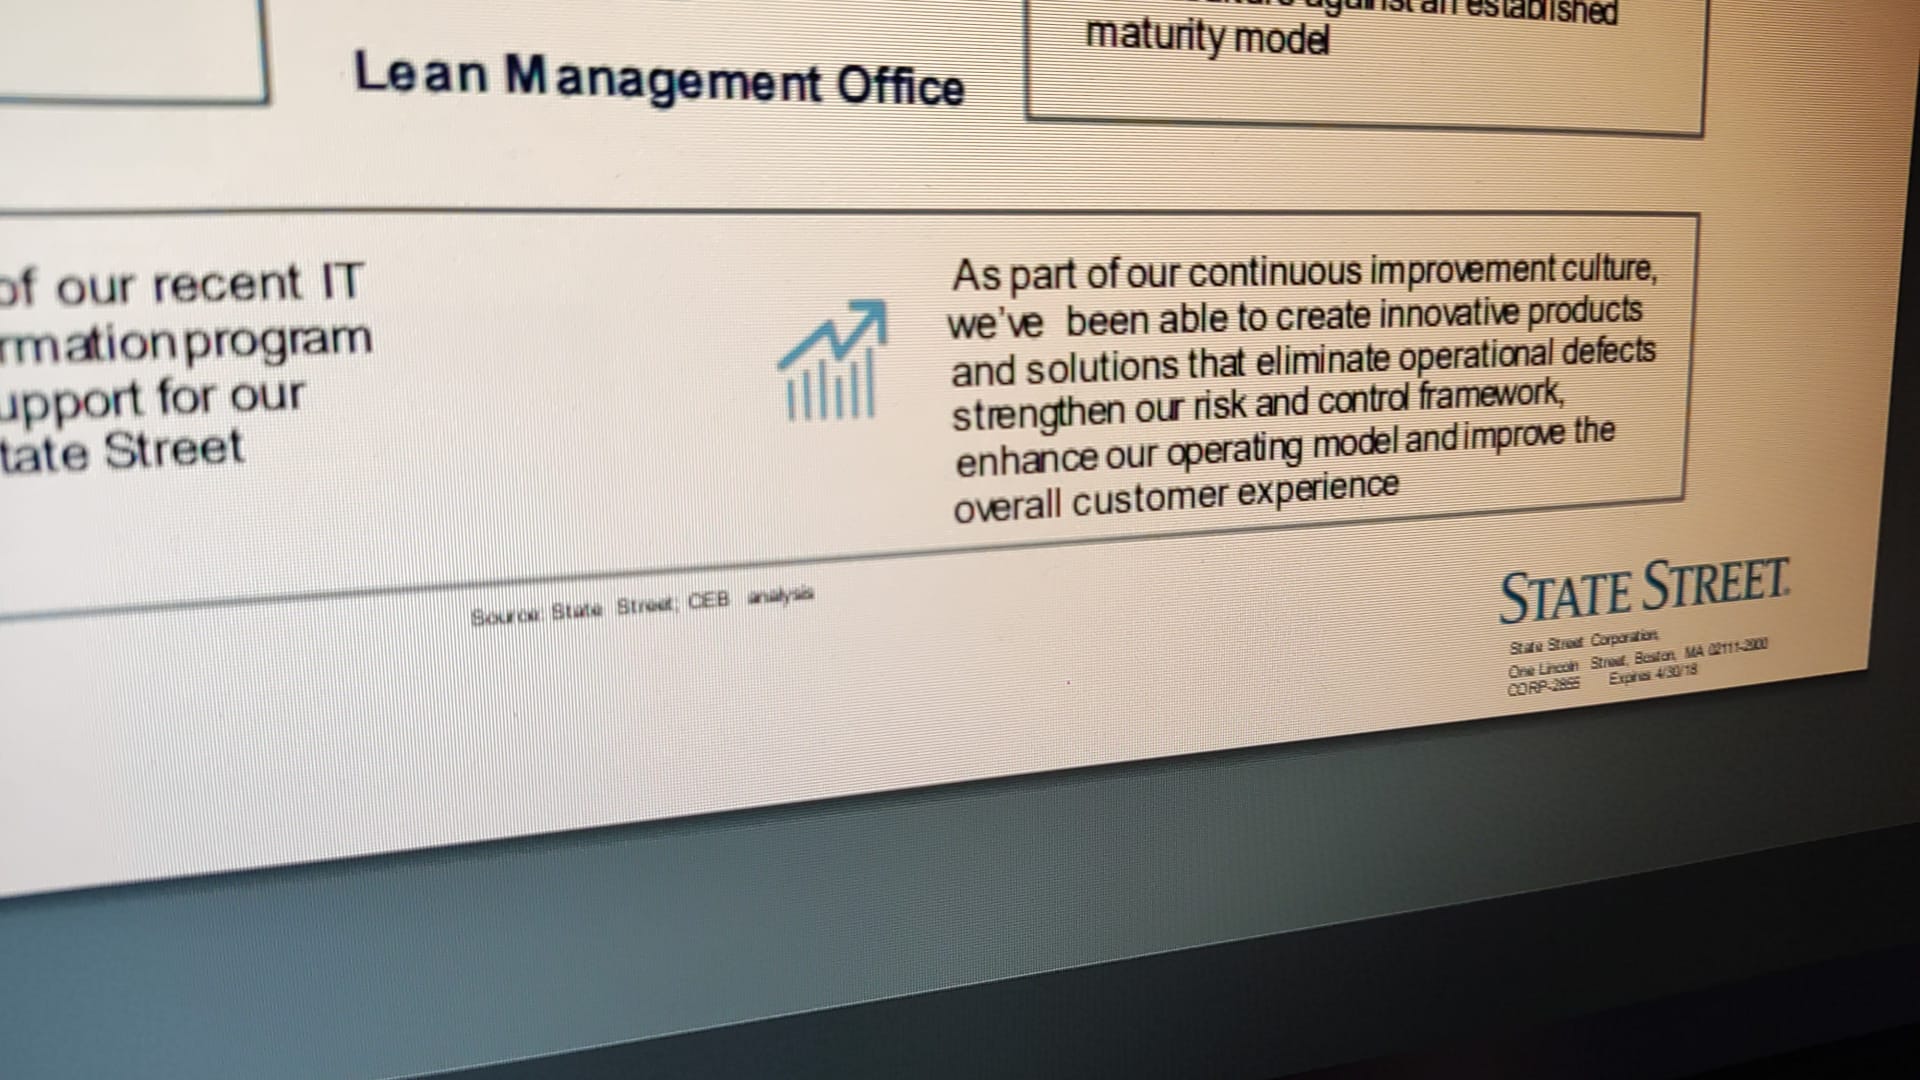 against an established
maturity model
Lean Management Office
of our recent IT
rmation program
upport for our
tate Street
As part of our continuous improvement culture,
we've been able to create innovative products
and solutions that eliminate operational defects
strengthen our risk and control framework,
enhance our operating model and improve the
overall customer experience
Source: State Street; CEB analysis
STATE STREET.
State Street Corporation,
One Lincoln Street, Boston, MA 02111-2900
CORP-2855 Expires 4/30/18